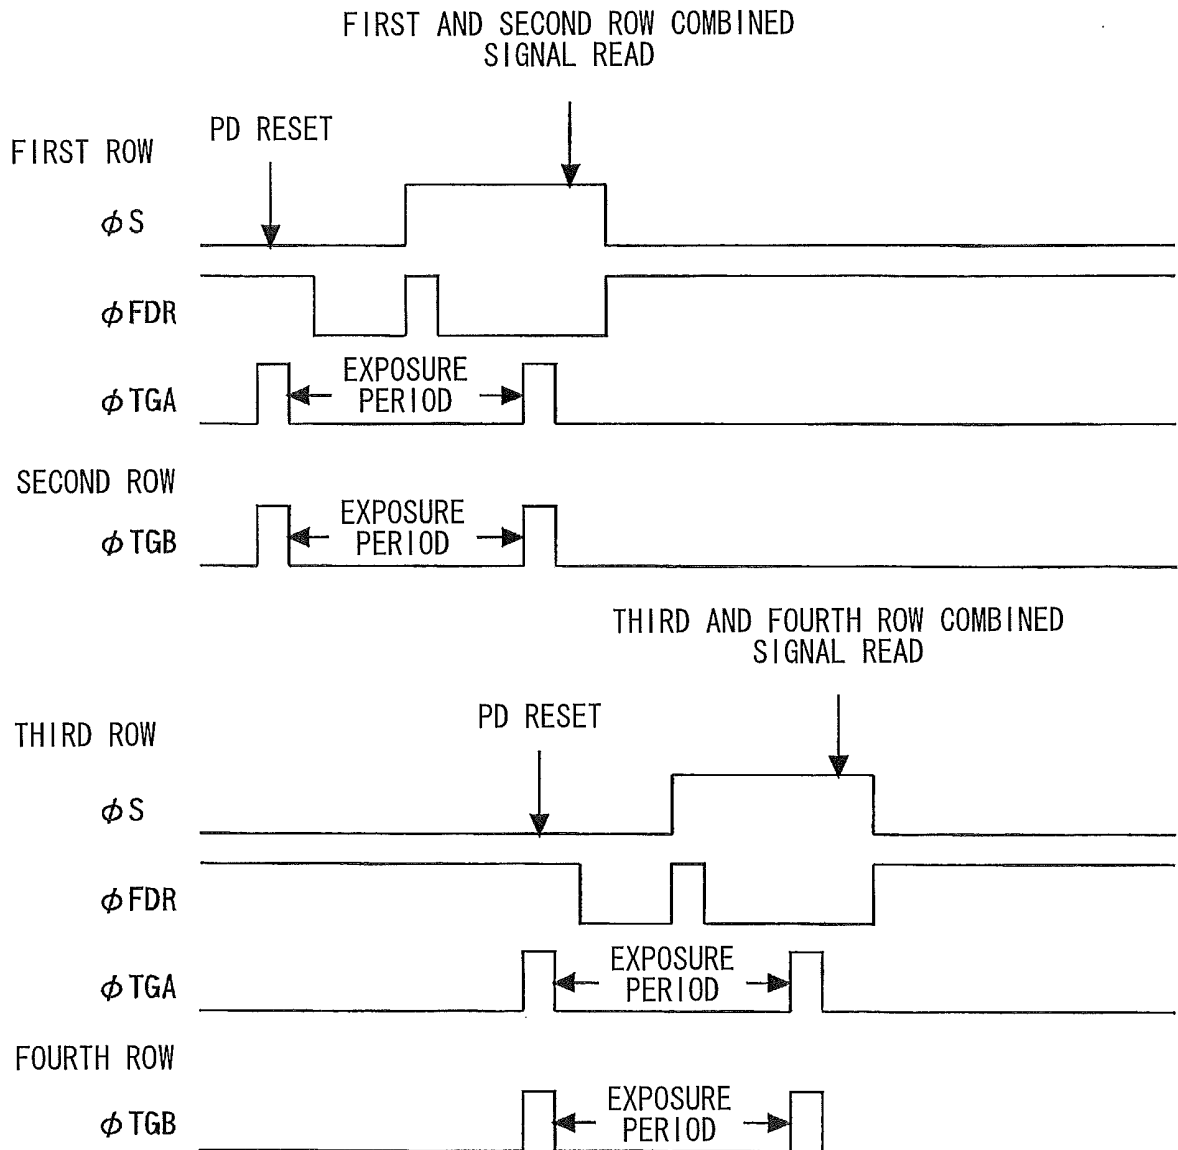 FIRST AND SECOND ROW COMBINED
SIGNAL READ
PD RESET
FIRST ROW
φS
φFDR
φTGA
EXPOSURE
PERIOD
SECOND ROW
φTGB
EXPOSURE
PERIOD
THIRD AND FOURTH ROW COMBINED
SIGNAL READ
PD RESET
THIRD ROW
φS
φFDR
φTGA
EXPOSURE
PERIOD
FOURTH ROW
φTGB
EXPOSURE
PERIOD